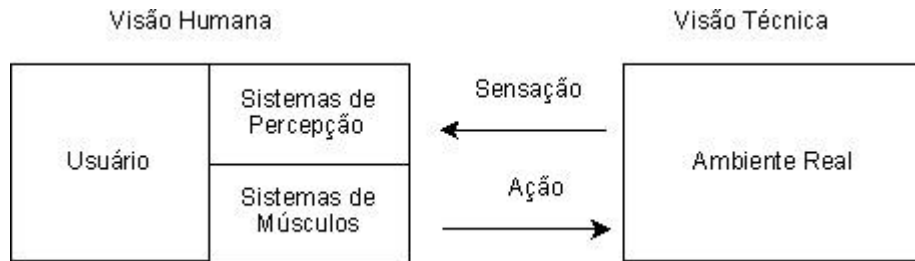 Visão Humana
Visão Técnica
Usuário
Sistemas de
Percepção
Sistemas de
Músculos
Sensação
Ação
Ambiente Real